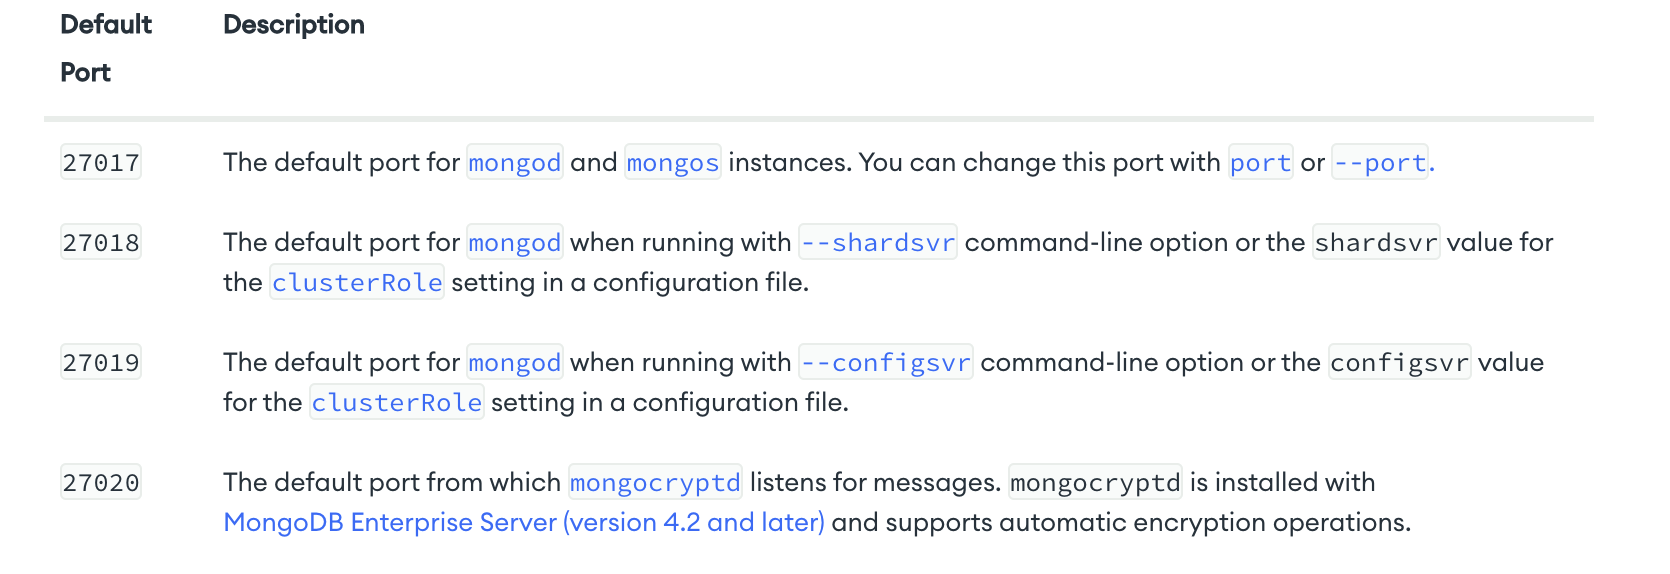 Default Description
Port
27017 The default port for mongod and mongos instances. You can change this port with port or --port.
27018 The default port for mongod when running with --shardsvr command-line option or the shardsvr value for
the clusterRole setting in a configuration file.
27019 The default port for mongod when running with --configsvr command-line option or the configsvr value
for the clusterRole setting in a configuration file.
27020 The default port from which mongocryptd listens for messages. mongocryptd is installed with
MongoDB Enterprise Server (version 4.2 and later) and supports automatic encryption operations.